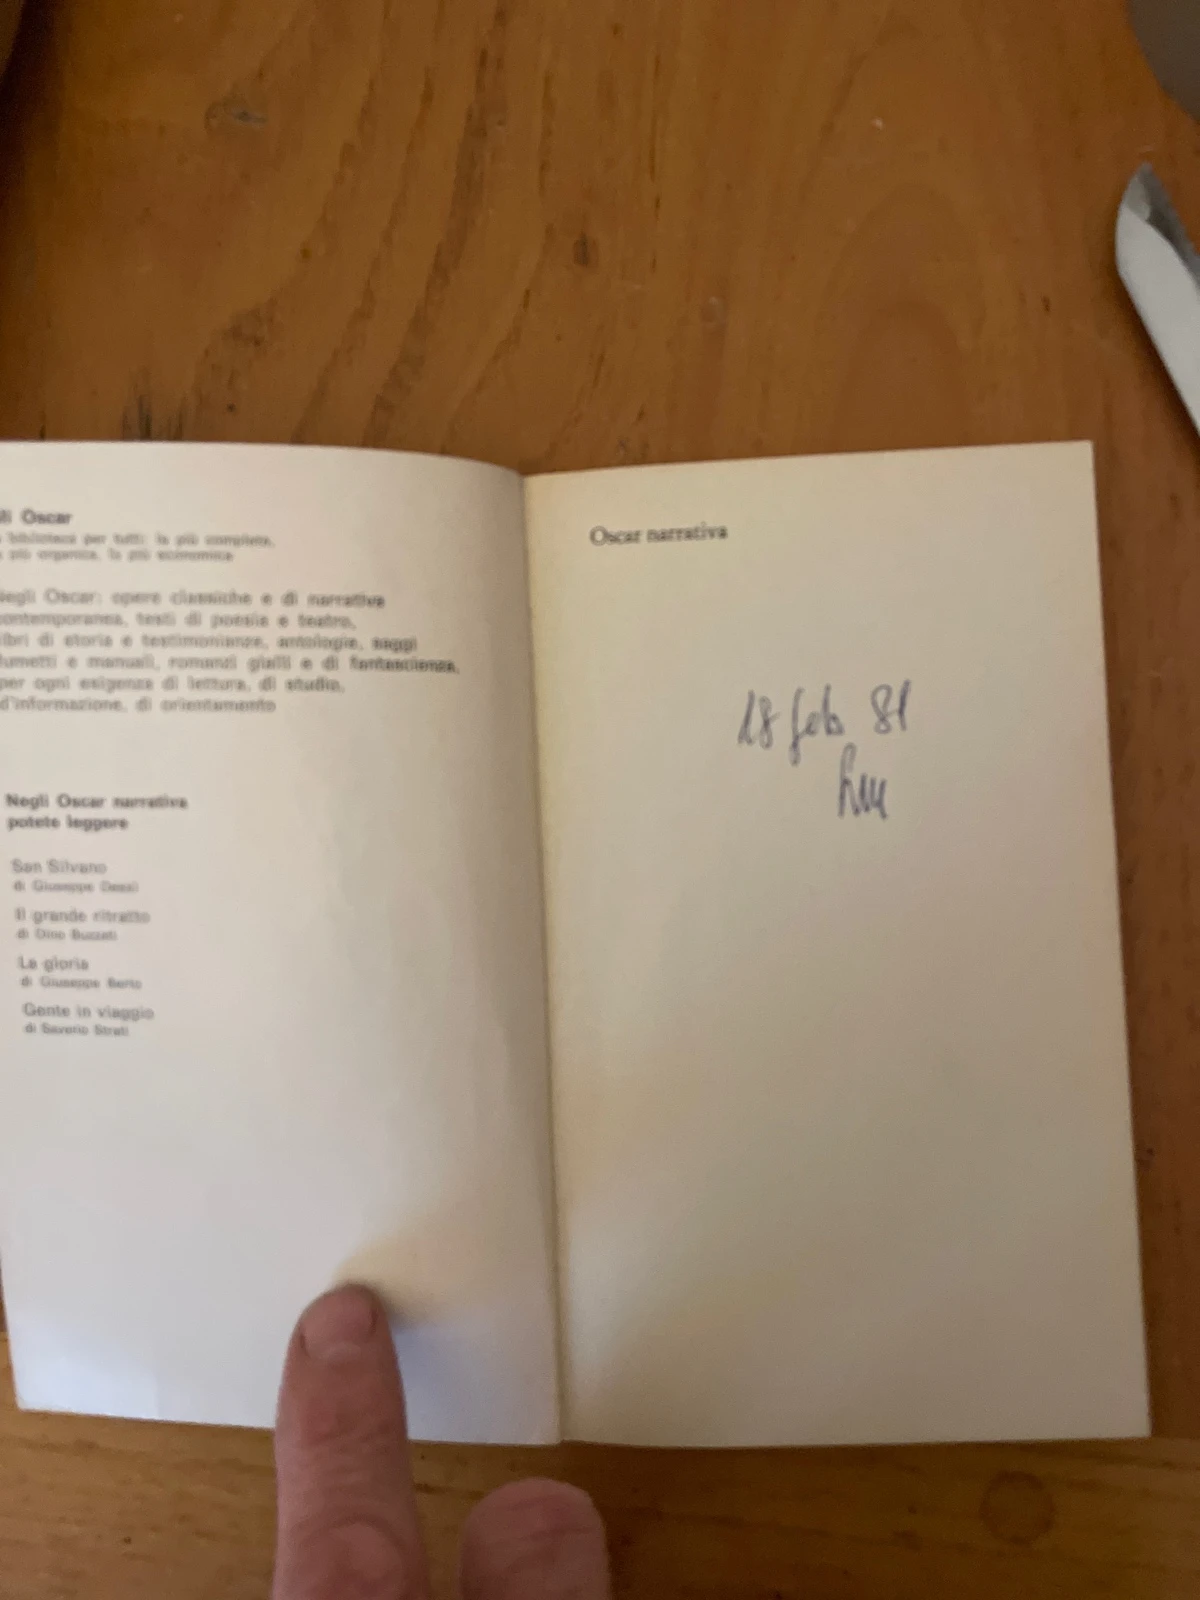 Oscar
biblioteca per tutti: la più completa,
più organica, la più economica
Negli Oscar: opere classiche e di narrativa
contemporanea, testi di poesia e teatro,
libri di storia e testimonianze, antologie, saggi
fumetti e manuali, romanzi gialli e di fantascienza,
per ogni esigenza di lettura, di studio,
d'informazione, di orientamento
Negli Oscar narrativa
potete leggere
San Silvano
di Giuseppe Dessì
Il grande ritratto
di Dino Buzzati
La gloria
di Giuseppe Berto
Gente in viaggio
di Saverio Strati
Oscar narrativa
18 feb 81